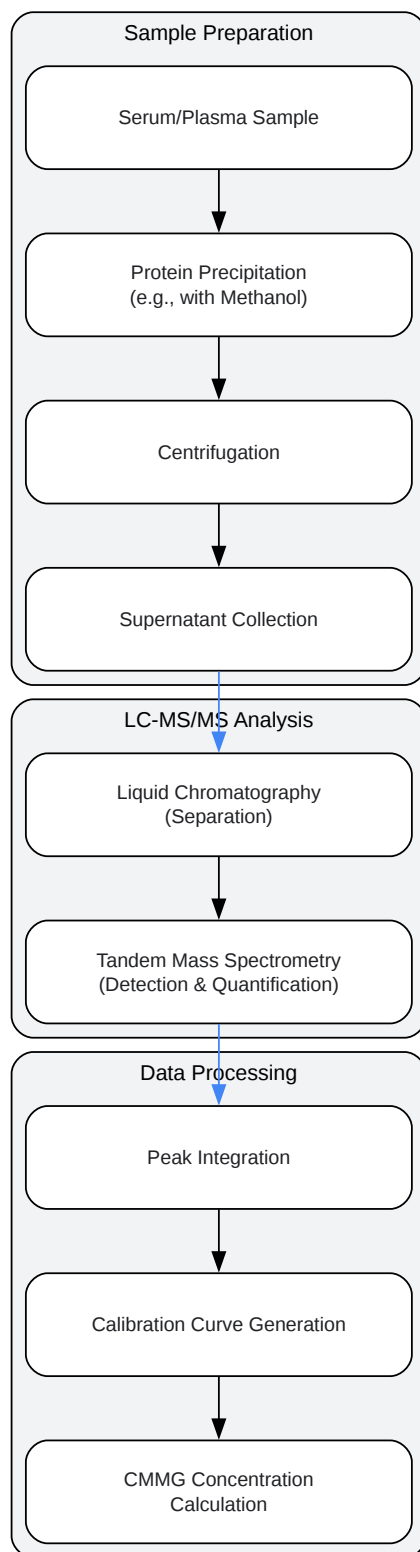 Sample Preparation
Serum/Plasma Sample
Protein Precipitation
(e.g., with Methanol)
Centrifugation
Supernatant Collection
LC-MS/MS Analysis
Liquid Chromatography
(Separation)
Tandem Mass Spectrometry
(Detection & Quantification)
Data Processing
Peak Integration
Calibration Curve Generation
CMMG Concentration
Calculation